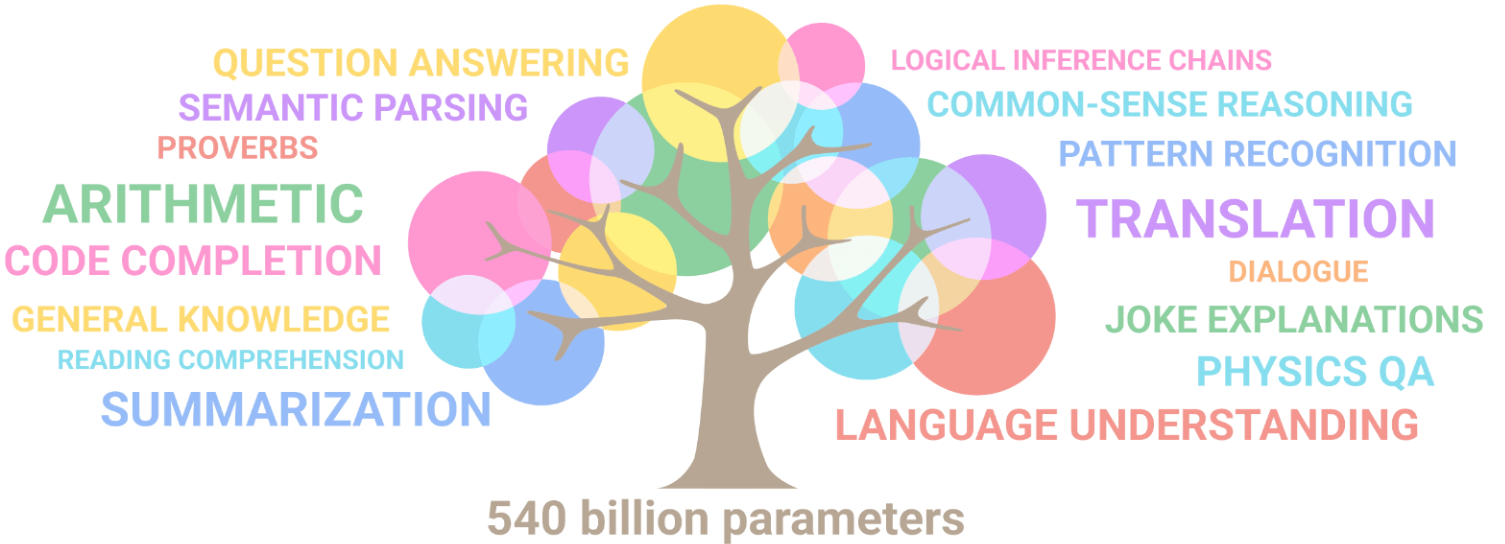 QUESTION ANSWERING
SEMANTIC PARSING
PROVERBS
ARITHMETIC
CODE COMPLETION
GENERAL KNOWLEDGE
READING COMPREHENSION
SUMMARIZATION
LOGICAL INFERENCE CHAINS
COMMON-SENSE REASONING
PATTERN RECOGNITION
TRANSLATION
DIALOGUE
JOKE EXPLANATIONS
PHYSICS QA
LANGUAGE UNDERSTANDING
540 billion parameters